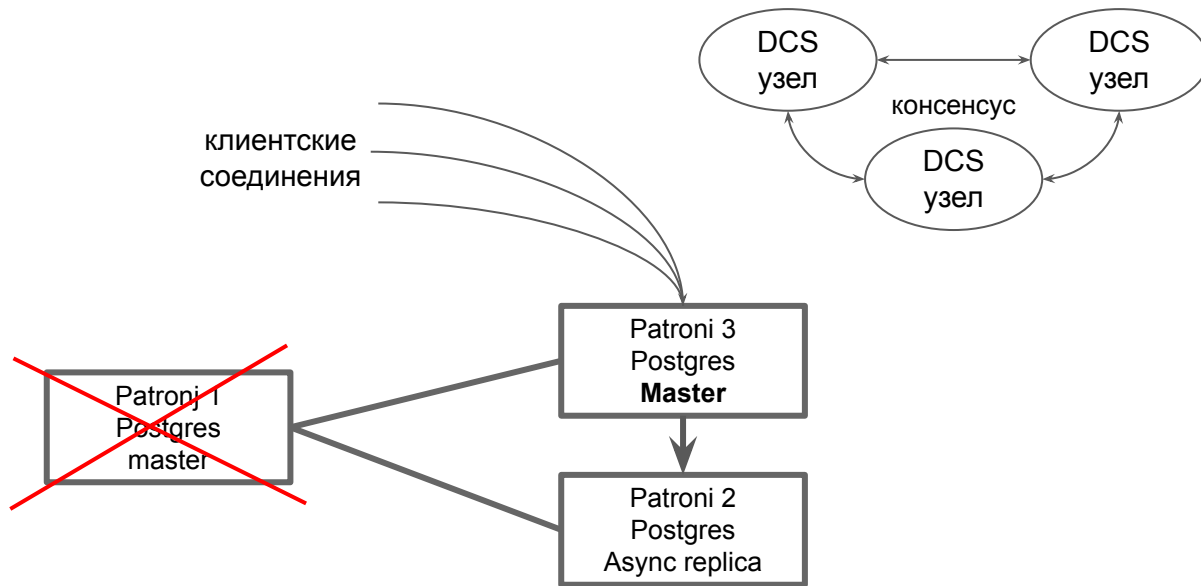 DCS
узел
DCS
узел
консенсус
DCS
узел
клиентские
соединения
Patroni 3
Postgres
Master
Patroni 1
Postgres
master
Patroni 2
Postgres
Async replica